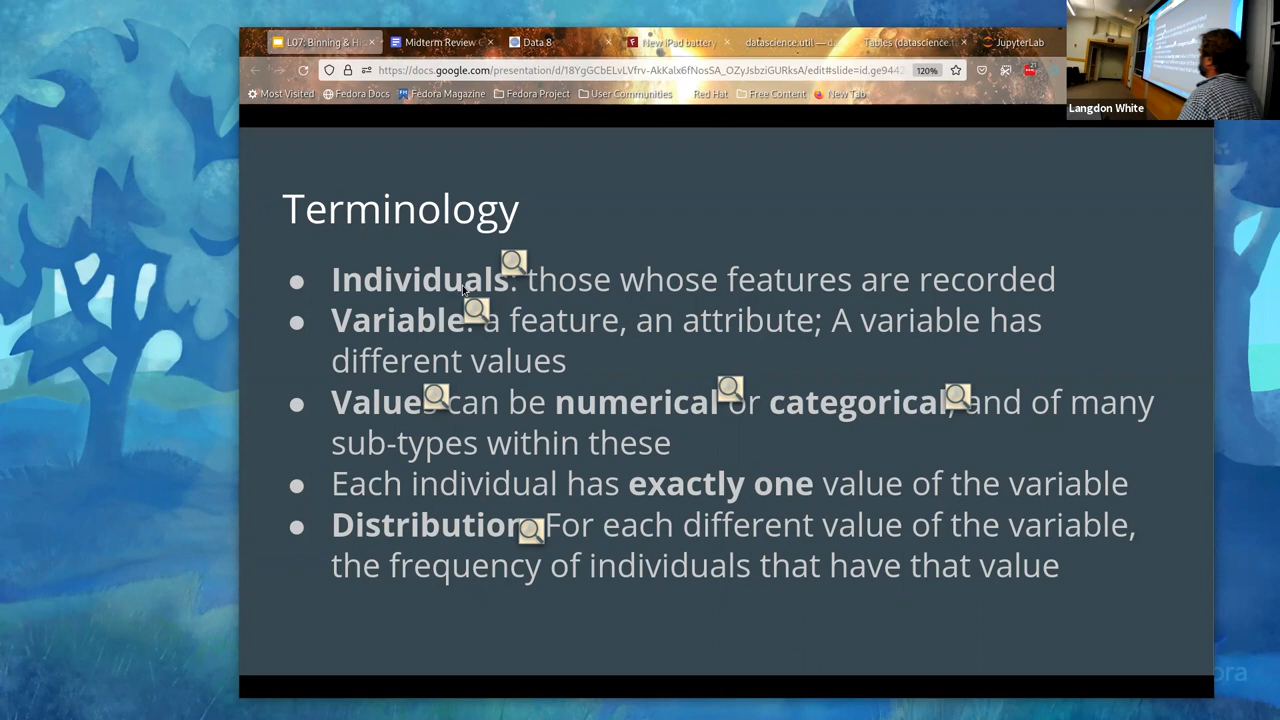 L07: Binning & H
Midterm Review
Data 8
New iPad battery
datascience.util — da
Tables (datascience.t
JupyterLab
https://docs.google.com/presentation/d/18YgGCbELvLVfrv-AkKalx6fNosSA_OZyJsbziGURksA/edit#slide=id.ge944
120%
Most Visited
Fedora Docs
Fedora Magazine
Fedora Project
User Communities
Red Hat
Free Content
New Tab
Langdon White
Terminology
● Individuals: those whose features are recorded
● Variable: a feature, an attribute; A variable has
different values
● Values can be numerical or categorical, and of many
sub-types within these
● Each individual has exactly one value of the variable
● Distribution: For each different value of the variable,
the frequency of individuals that have that value